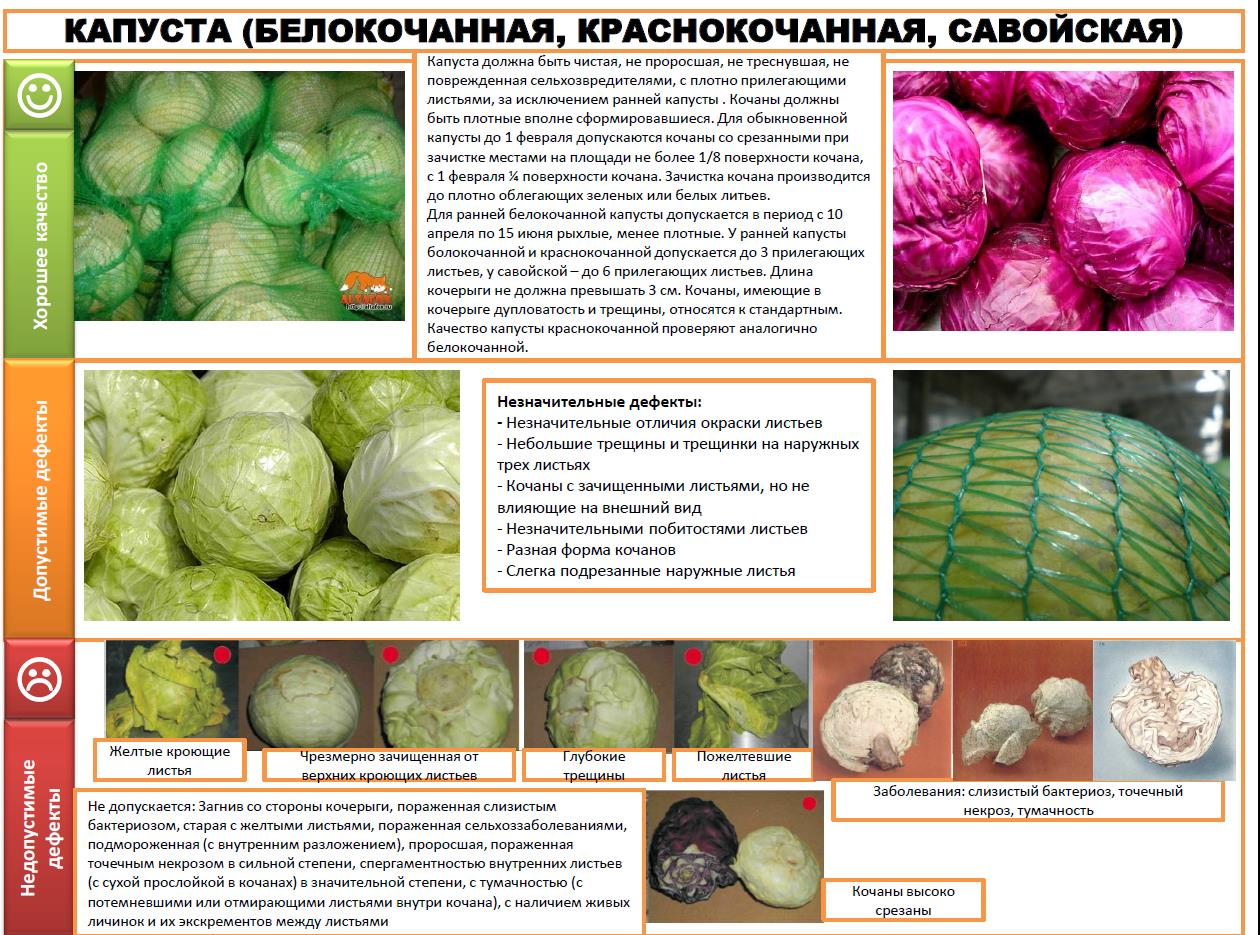 КАПУСТА (БЕЛОКОЧАННАЯ, КРАСНОКОЧАННАЯ, САВОЙСКАЯ)
Хорошее качество
Капуста должна быть чистая, не проросшая, не треснувшая, не
поврежденная сельхозвредителями, с плотно прилегающими
листьями, за исключением ранней капусты . Кочаны должны
быть плотные вполне сформировавшиеся. Для обыкновенной
капусты до 1 февраля допускаются кочаны со срезанными при
зачистке местами на площади не более 1/8 поверхности кочана,
с 1 февраля ¼ поверхности кочана. Зачистка кочана производится
до плотно облегающих зеленых или белых литьев.
Для ранней белокочанной капусты допускается в период с 10
апреля по 15 июня рыхлые, менее плотные. У ранней капусты
болокочанной и краснокочанной допускается до 3 прилегающих
листьев, у савойской – до 6 прилегающих листьев. Длина
кочерыги не должна превышать 3 см. Кочаны, имеющие в
кочерыге дупловатость и трещины, относятся к стандартным.
Качество капусты краснокочанной проверяют аналогично
белокочанной.
ALTAFOX
http://altafox.ru
Допустимые дефекты
Незначительные дефекты:
- Незначительные отличия окраски листьев
- Небольшие трещины и трещинки на наружных
трех листьях
- Кочаны с зачищенными листьями, но не
влияющие на внешний вид
- Незначительными побитостями листьев
- Разная форма кочанов
- Слегка подрезанные наружные листья
Недопустимые
дефекты
Желтые кроющие
листья
Чрезмерно зачищенная от
верхних кроющих листьев
Глубокие
трещины
Пожелтевшие
листья
Заболевания: слизистый бактериоз, точечный
некроз, тумачность
Не допускается: Загнив со стороны кочерыги, пораженная слизистым
бактериозом, старая с желтыми листьями, пораженная сельхоззаболеваниями,
подмороженная (с внутренним разложением), проросшая, пораженная
точечным некрозом в сильной степени, спергаментностью внутренних листьев
(с сухой прослойкой в кочанах) в значительной степени, с тумачностью (с
потемневшими или отмирающими листьями внутри кочана), с наличием живых
личинок и их экскрементов между листьями
Кочаны высоко
срезаны